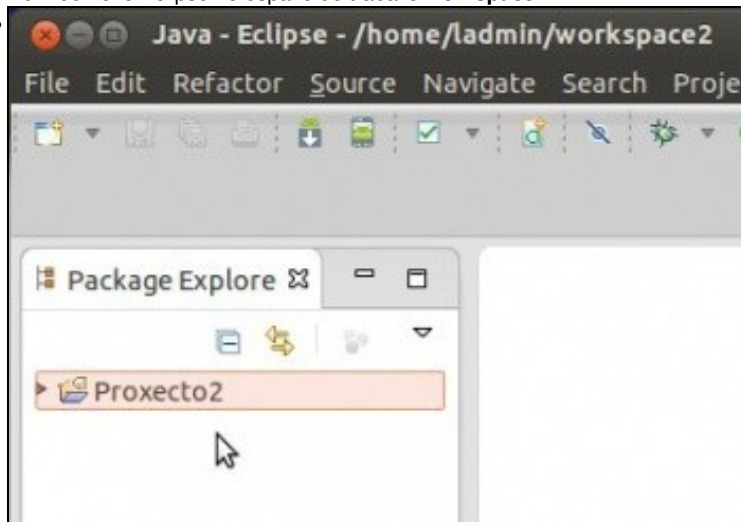 Java - Eclipse - /home/ladmin/workspace2
File Edit Refactor Source Navigate Search Proje
Package Explore
Proxecto2